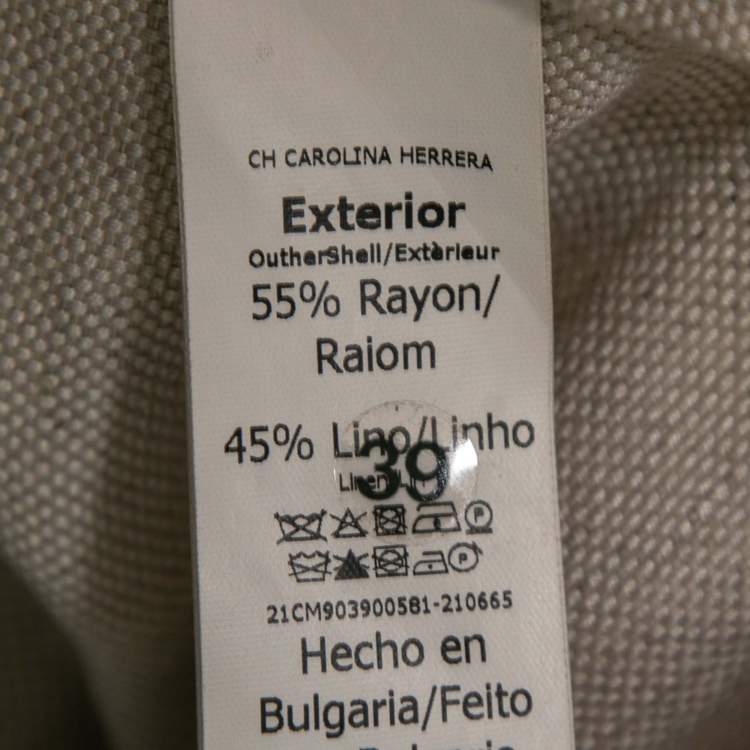 CH CAROLINA HERRERA
Exterior
OutherShell/Extèrieur
55% Rayon/
Raiom
45% Lino/Linho
39
21CM903900581-210665
Hecho en
Bulgaria/Feito